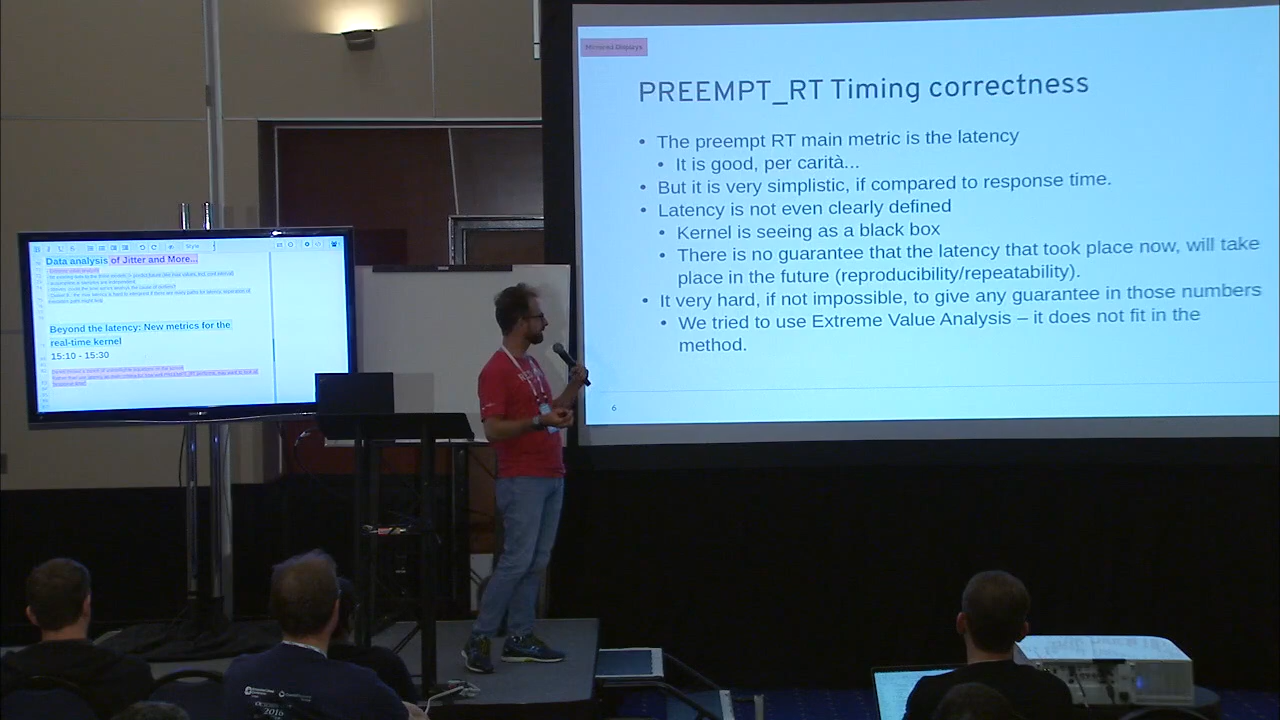 Mirrored Displays
PREEMPT_RT Timing correctness
• The preempt RT main metric is the latency
• It is good, per carità...
• But it is very simplistic, if compared to response time.
• Latency is not even clearly defined
• Kernel is seeing as a black box
• There is no guarantee that the latency that took place now, will take
place in the future (reproducibility/repeatability).
• It very hard, if not impossible, to give any guarantee in those numbers
• We tried to use Extreme Value Analysis – it does not fit in the
method.
6
Style
Data analysis of Jitter and More...
Beyond the latency: New metrics for the
real-time kernel
15:10 - 15:30
2016